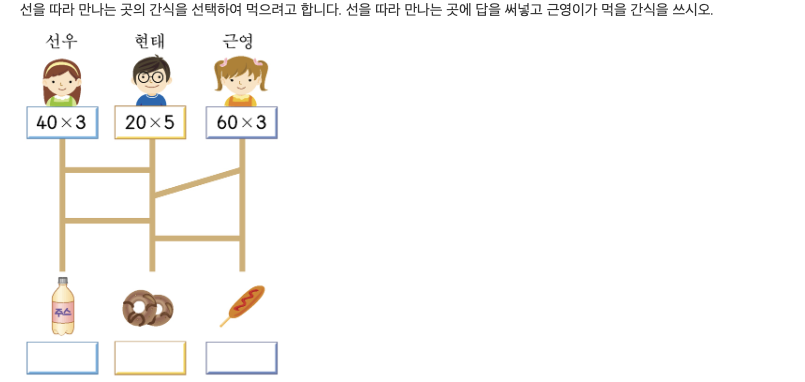 선을 따라 만나는 곳의 간식을 선택하여 먹으려고 합니다. 선을 따라 만나는 곳에 답을 써넣고 근영이가 먹을 간식을 쓰시오.
선우 현태 근영
40×3 20×5 60×3
주스